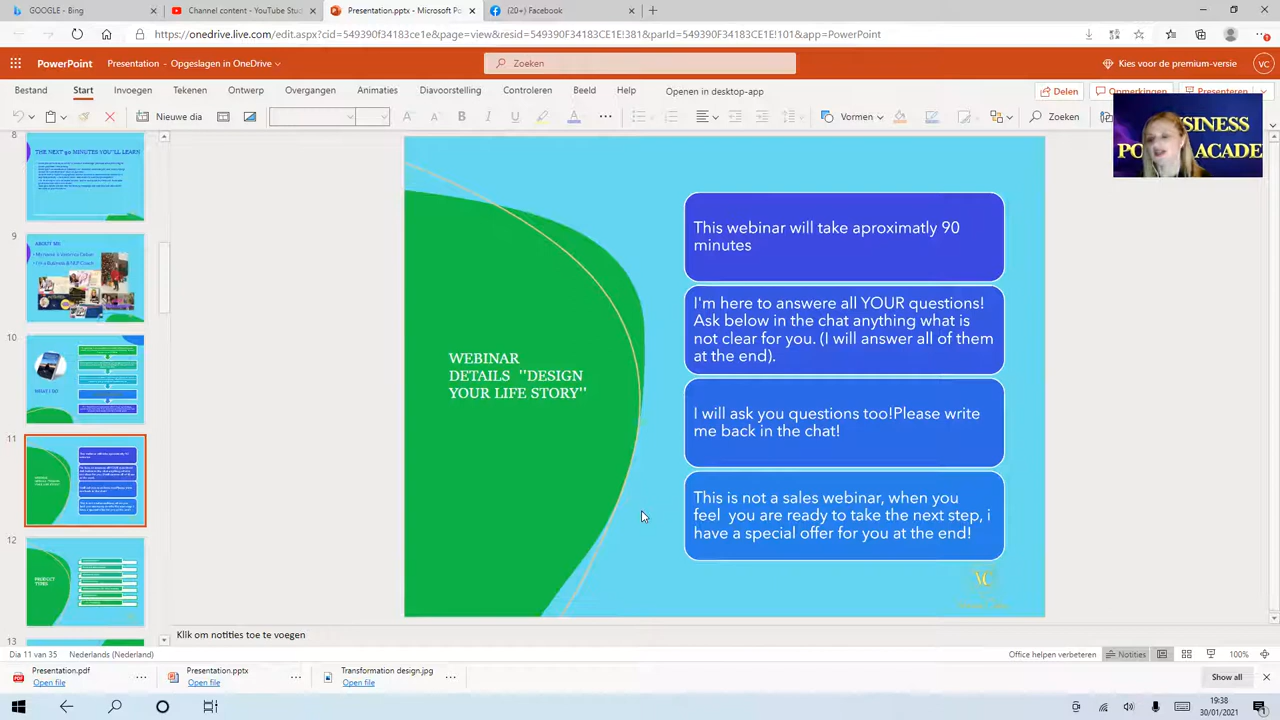 GOOGLE - Bing
Channel content - YouTube Studi
Presentation.pptx - Microsoft Po
(20+) Facebook
https://onedrive.live.com/edit.aspx?cid=549390f34183ce1e&page=view&resid=549390F34183CE1E!381&parId=549390F34183CE1E!101&app=PowerPoint
PowerPoint
Presentation - Opgeslagen in OneDrive
Zoeken
Kies voor de premium-versie
VC
Bestand Start Invoegen Tekenen Ontwerp Overgangen Animaties Diavoorstelling Controleren Beeld Help Openen in desktop-app
Delen Opmerkingen Presenteren
Nieuwe dia
Vormen
Zoeken
BUSINESS
8
THE NEXT 90 MINUTES YOU''LL LEARN
9
ABOUT ME
10
WHAT I DO
11
12
PRODUCT
TYPES
13
WEBINAR
DETAILS ''DESIGN
YOUR LIFE STORY''
This webinar will take aproximatly 90
minutes
I'm here to answere all YOUR questions!
Ask below in the chat anything what is
not clear for you. (I will answer all of them
at the end).
I will ask you questions too!Please write
me back in the chat!
This is not a sales webinar, when you
feel you are ready to take the next step, i
have a special offer for you at the end!
VC
Klik om notities toe te voegen
Dia 11 van 35
Nederlands (Nederland)
Office helpen verbeteren
Notities
100%
Presentation.pdf
Open file
Presentation.pptx
Open file
Transformation design.jpg
Open file
Show all
19:38
30/01/2021